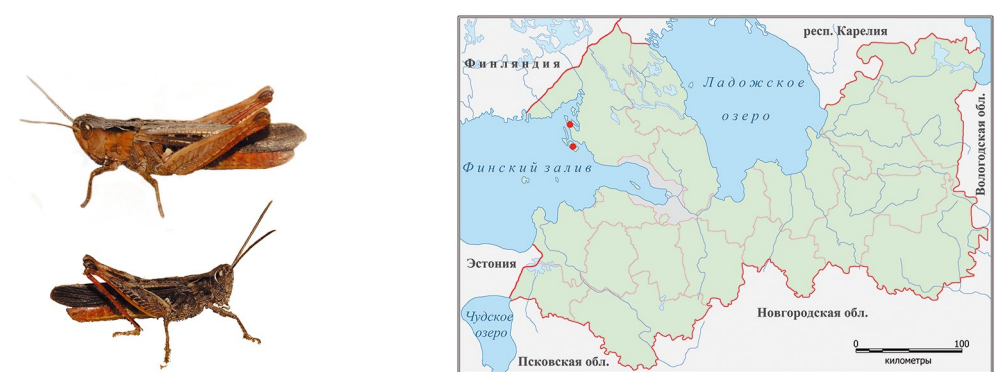 респ. Карелия
Финляндия
Ладожское
озеро
Вологодская обл.
Финский залив
Эстония
Чудское
озеро
Новгородская обл.
Псковская обл.
0 100
километры